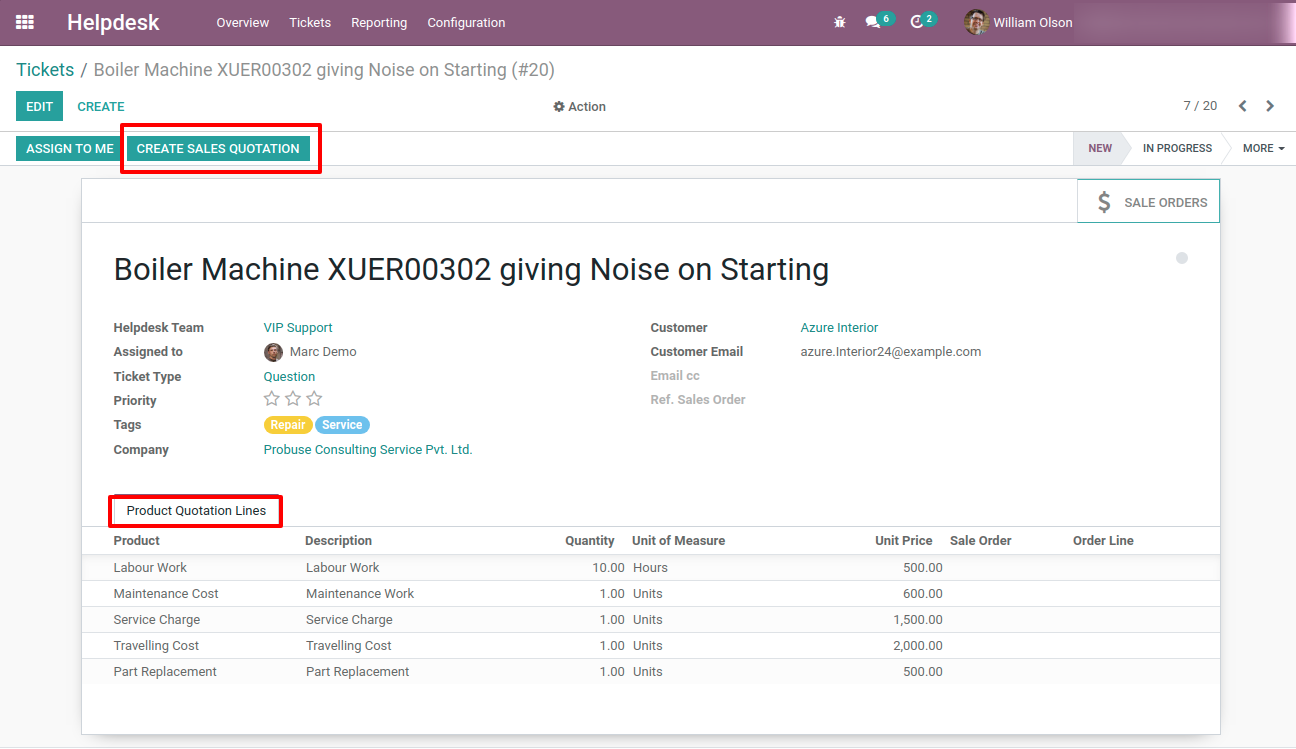 Helpdesk Overview Tickets Reporting Configuration 6 2 William Olson
Tickets / Boiler Machine XUER00302 giving Noise on Starting (#20)
EDIT CREATE Action 7 / 20
ASSIGN TO ME CREATE SALES QUOTATION NEW IN PROGRESS MORE
$ SALE ORDERS
Boiler Machine XUER00302 giving Noise on Starting
Helpdesk Team VIP Support Customer Azure Interior
Assigned to Marc Demo Customer Email azure.Interior24@example.com
Ticket Type Question Email cc
Priority Ref. Sales Order
Tags Repair Service
Company Probuse Consulting Service Pvt. Ltd.
Product Quotation Lines
Product Description Quantity Unit of Measure Unit Price Sale Order Order Line
Labour Work Labour Work 10.00 Hours 500.00
Maintenance Cost Maintenance Work 1.00 Units 600.00
Service Charge Service Charge 1.00 Units 1,500.00
Travelling Cost Travelling Cost 1.00 Units 2,000.00
Part Replacement Part Replacement 1.00 Units 500.00